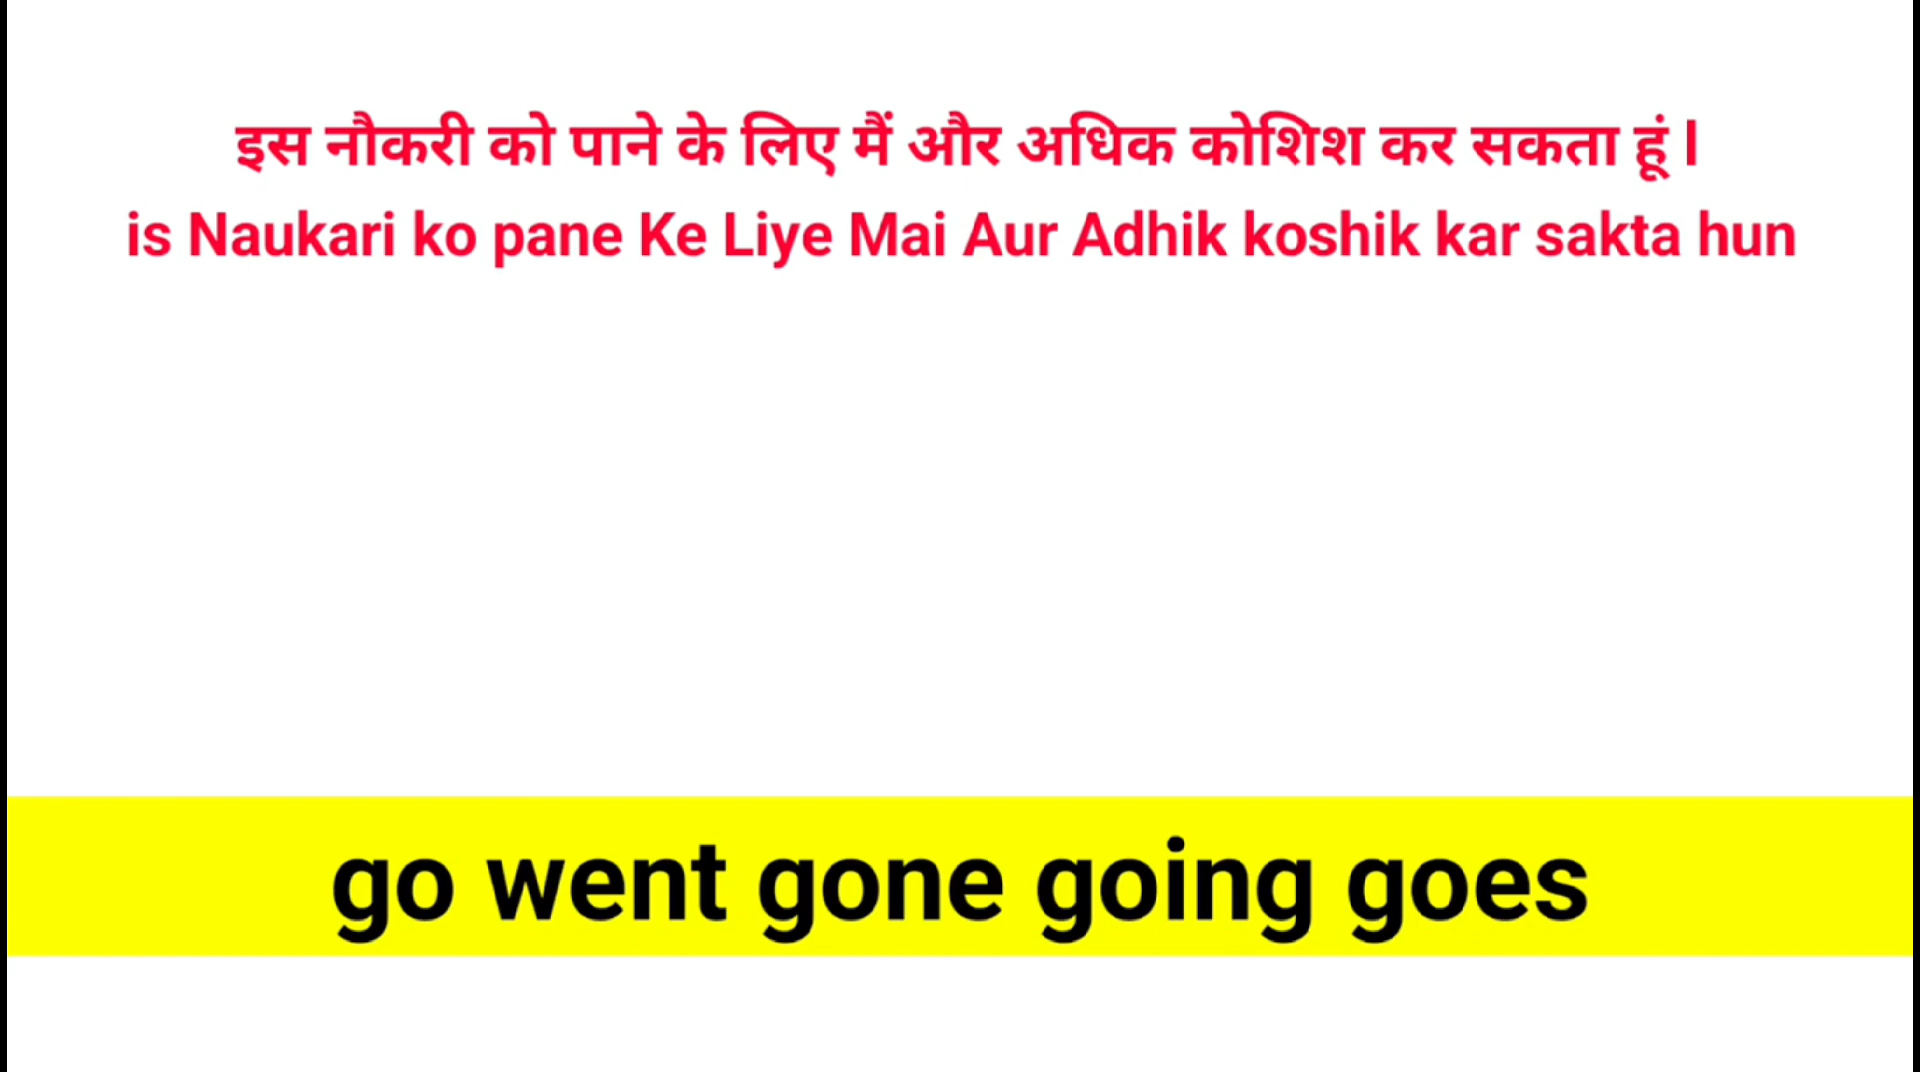 इस नौकरी को पाने के लिए मैं और अधिक कोशिश कर सकता हूं l
is Naukari ko pane Ke Liye Mai Aur Adhik koshik kar sakta hun
go went gone going goes